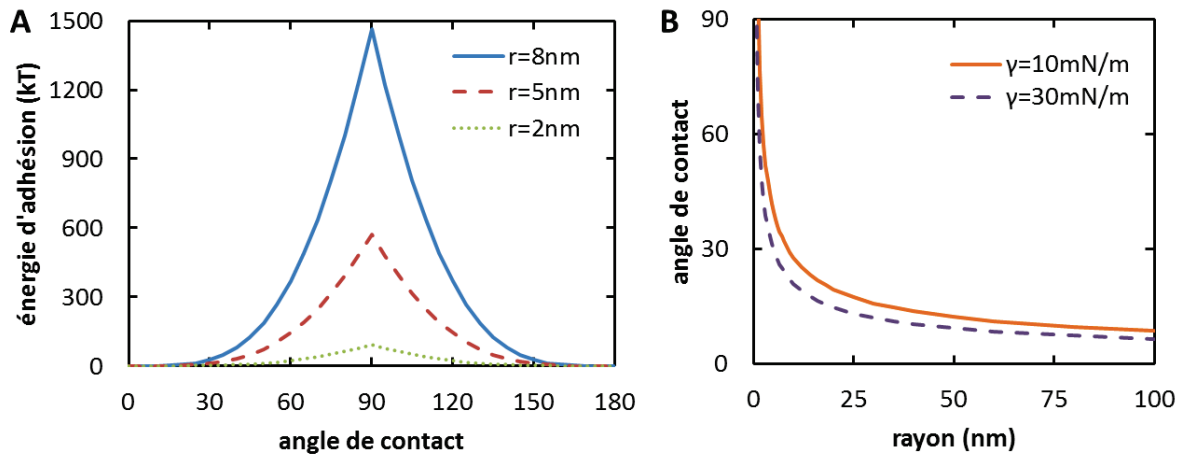 A
énergie d'adhésion (kT)
1500
1200
900
600
300
0
r=8nm
r=5nm
r=2nm
0 30 60 90 120 150 180
angle de contact
B
angle de contact
90
60
30
0
γ=10mN/m
γ=30mN/m
0 25 50 75 100
rayon (nm)